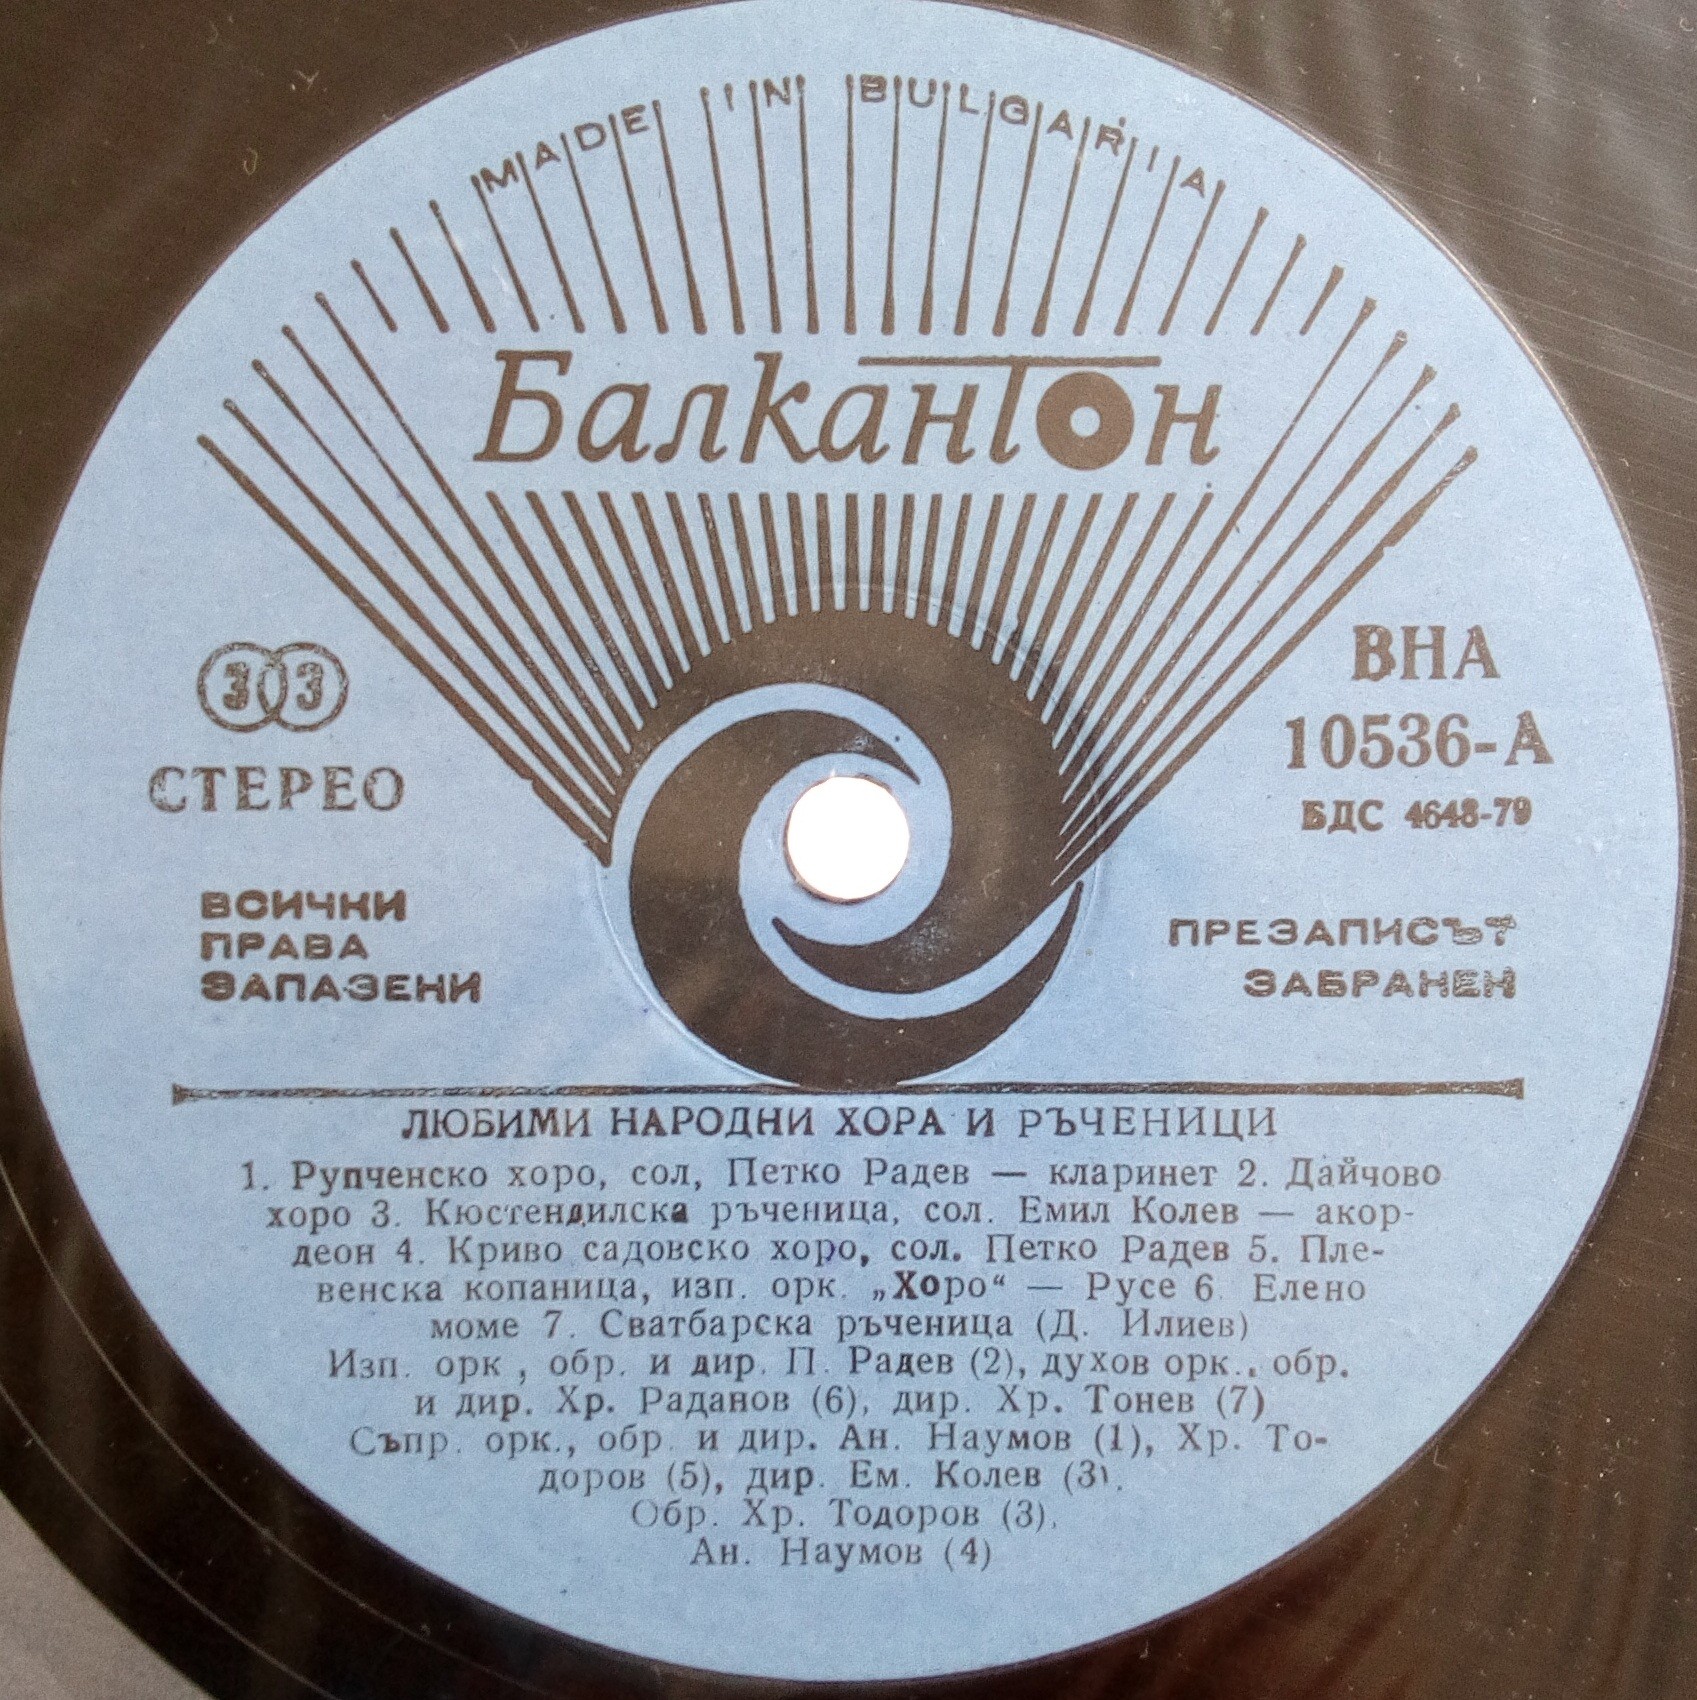 MADE IN BULGARIA
Балкантон
33
СТЕРЕО
ВНА
10536-А
БДС 4648-79
ВСИЧКИ
ПРАВА
ЗАПАЗЕНИ
ПРЕЗАПИСЪТ
ЗАБРАНЕН
ЛЮБИМИ НАРОДНИ ХОРА И РЪЧЕНИЦИ
1. Рупченско хоро, сол, Петко Радев — кларинет 2. Дайчово
хоро 3. Кюстендилска ръченица, сол. Емил Колев — акор-
деон 4. Криво садовско хоро, сол. Петко Радев 5. Пле-
венска копаница, изп. орк. „Хоро“ — Русе 6. Елено
моме 7. Сватбарска ръченица (Д. Илиев)
Изп. орк , обр. и дир. П. Радев (2), духов орк., обр.
и дир. Хр. Раданов (6), дир. Хр. Тонев (7)
Съпр. орк., обр. и дир. Ан. Наумов (1), Хр. То-
доров (5), дир. Ем. Колев (3).
Обр. Хр. Тодоров (3),
Ан. Наумов (4)